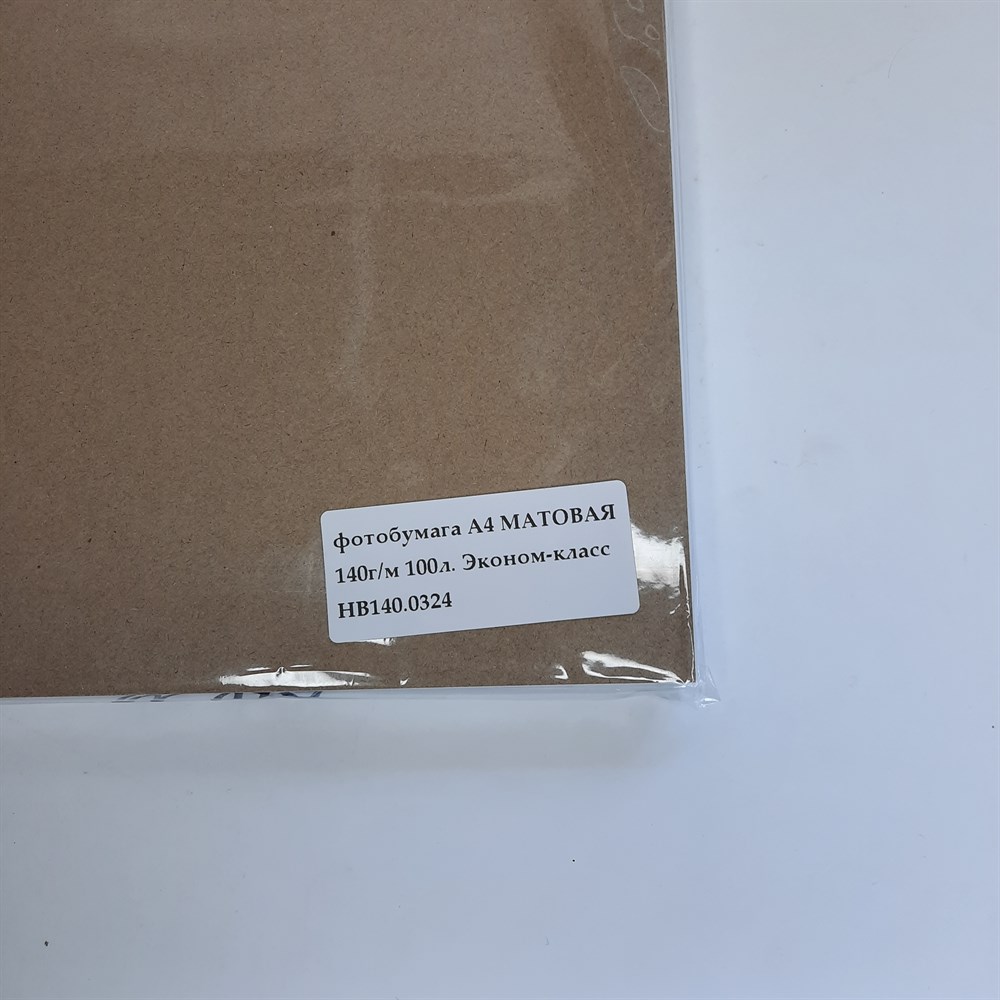 фотобумага А4 МАТОВАЯ
140г/м 100л. Эконом-класс
НВ140.0324